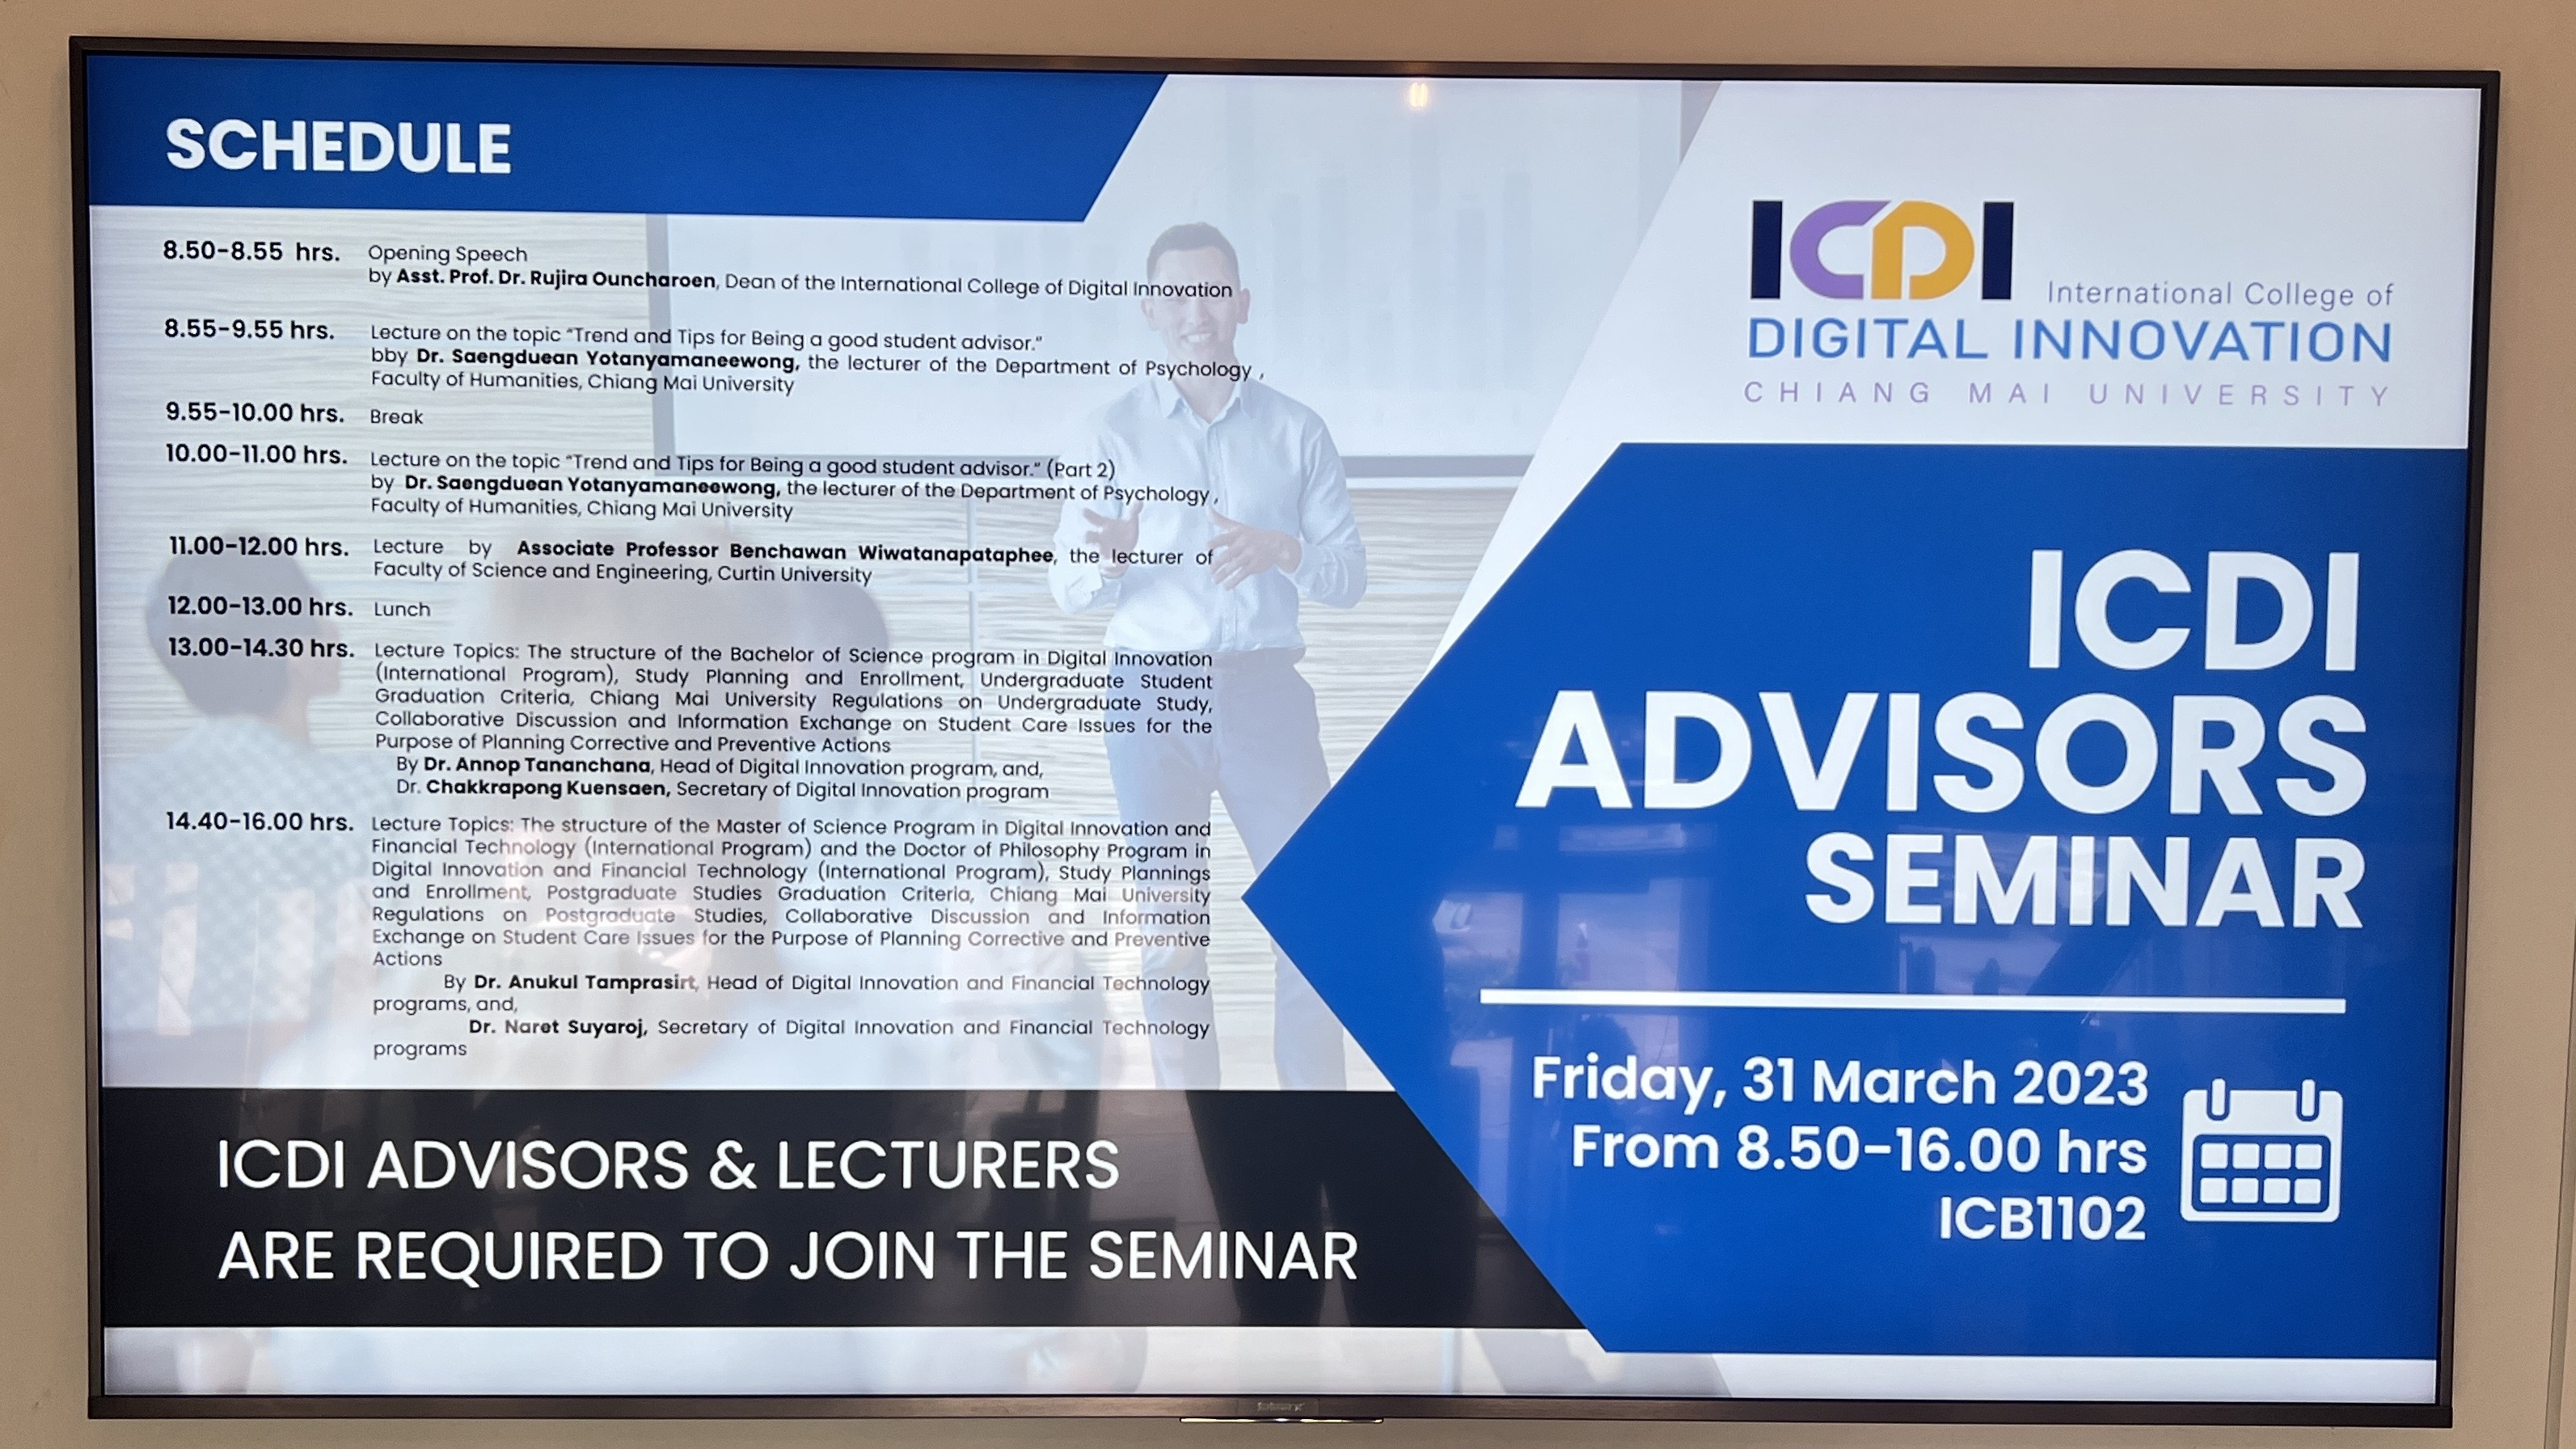 SCHEDULE
8.50-8.55 hrs. Opening Speech
by Asst. Prof. Dr. Rujira Ouncharoen, Dean of the International College of Digital Innovation
8.55-9.55 hrs. Lecture on the topic “Trend and Tips for Being a good student advisor.”
bby Dr. Saengduean Yotanyamaneewong, the lecturer of the Department of Psychology ,
Faculty of Humanities, Chiang Mai University
9.55-10.00 hrs. Break
10.00-11.00 hrs. Lecture on the topic “Trend and Tips for Being a good student advisor.” (Part 2)
by Dr. Saengduean Yotanyamaneewong, the lecturer of the Department of Psychology ,
Faculty of Humanities, Chiang Mai University
11.00-12.00 hrs. Lecture by Associate Professor Benchawan Wiwatanapataphee, the lecturer of
Faculty of Science and Engineering, Curtin University
12.00-13.00 hrs. Lunch
13.00-14.30 hrs. Lecture Topics: The structure of the Bachelor of Science program in Digital Innovation
(International Program), Study Planning and Enrollment, Undergraduate Student
Graduation Criteria, Chiang Mai University Regulations on Undergraduate Study,
Collaborative Discussion and Information Exchange on Student Care Issues for the
Purpose of Planning Corrective and Preventive Actions
By Dr. Annop Tananchana, Head of Digital Innovation program, and,
Dr. Chakkrapong Kuensaen, Secretary of Digital Innovation program
14.40-16.00 hrs. Lecture Topics: The structure of the Master of Science Program in Digital Innovation and
Financial Technology (International Program) and the Doctor of Philosophy Program in
Digital Innovation and Financial Technology (International Program), Study Plannings
and Enrollment, Postgraduate Studies Graduation Criteria, Chiang Mai University
Regulations on Postgraduate Studies, Collaborative Discussion and Information
Exchange on Student Care Issues for the Purpose of Planning Corrective and Preventive
Actions
By Dr. Anukul Tamprasirt, Head of Digital Innovation and Financial Technology
programs, and,
Dr. Naret Suyaroj, Secretary of Digital Innovation and Financial Technology
programs
ICDI ADVISORS & LECTURERS
ARE REQUIRED TO JOIN THE SEMINAR
ICDI International College of
DIGITAL INNOVATION
CHIANG MAI UNIVERSITY
ICDI
ADVISORS
SEMINAR
Friday, 31 March 2023
From 8.50-16.00 hrs
ICB1102